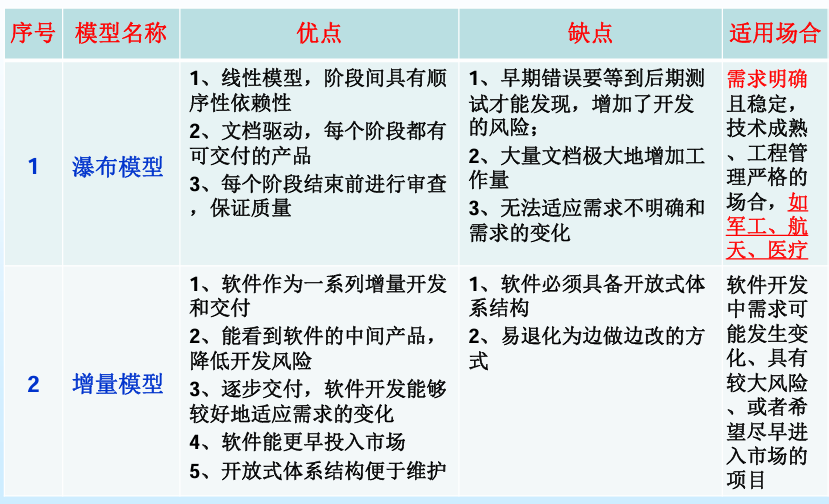 序号 模型名称 优点 缺点 适用场合
1 瀑布模型
1、线性模型，阶段间具有顺
序性依赖性
2、文档驱动，每个阶段都有
可交付的产品
3、每个阶段结束前进行审查
，保证质量
1、早期错误要等到后期测
试才能发现，增加了开发
的风险；
2、大量文档极大地增加工
作量
3、无法适应需求不明确和
需求的变化
需求明确
且稳定，
技术成熟
、工程管
理严格的
场合，如
军工、航
天、医疗
2 增量模型
1、软件作为一系列增量开发
和交付
2、能看到软件的中间产品，
降低开发风险
3、逐步交付，软件开发能够
较好地适应需求的变化
4、软件能更早投入市场
5、开放式体系结构便于维护
1、软件必须具备开放式体
系结构
2、易退化为边做边改的方
式
软件开发
中需求可
能发生变
化、具有
较大风险
、或者希
望尽早进
入市场的
项目